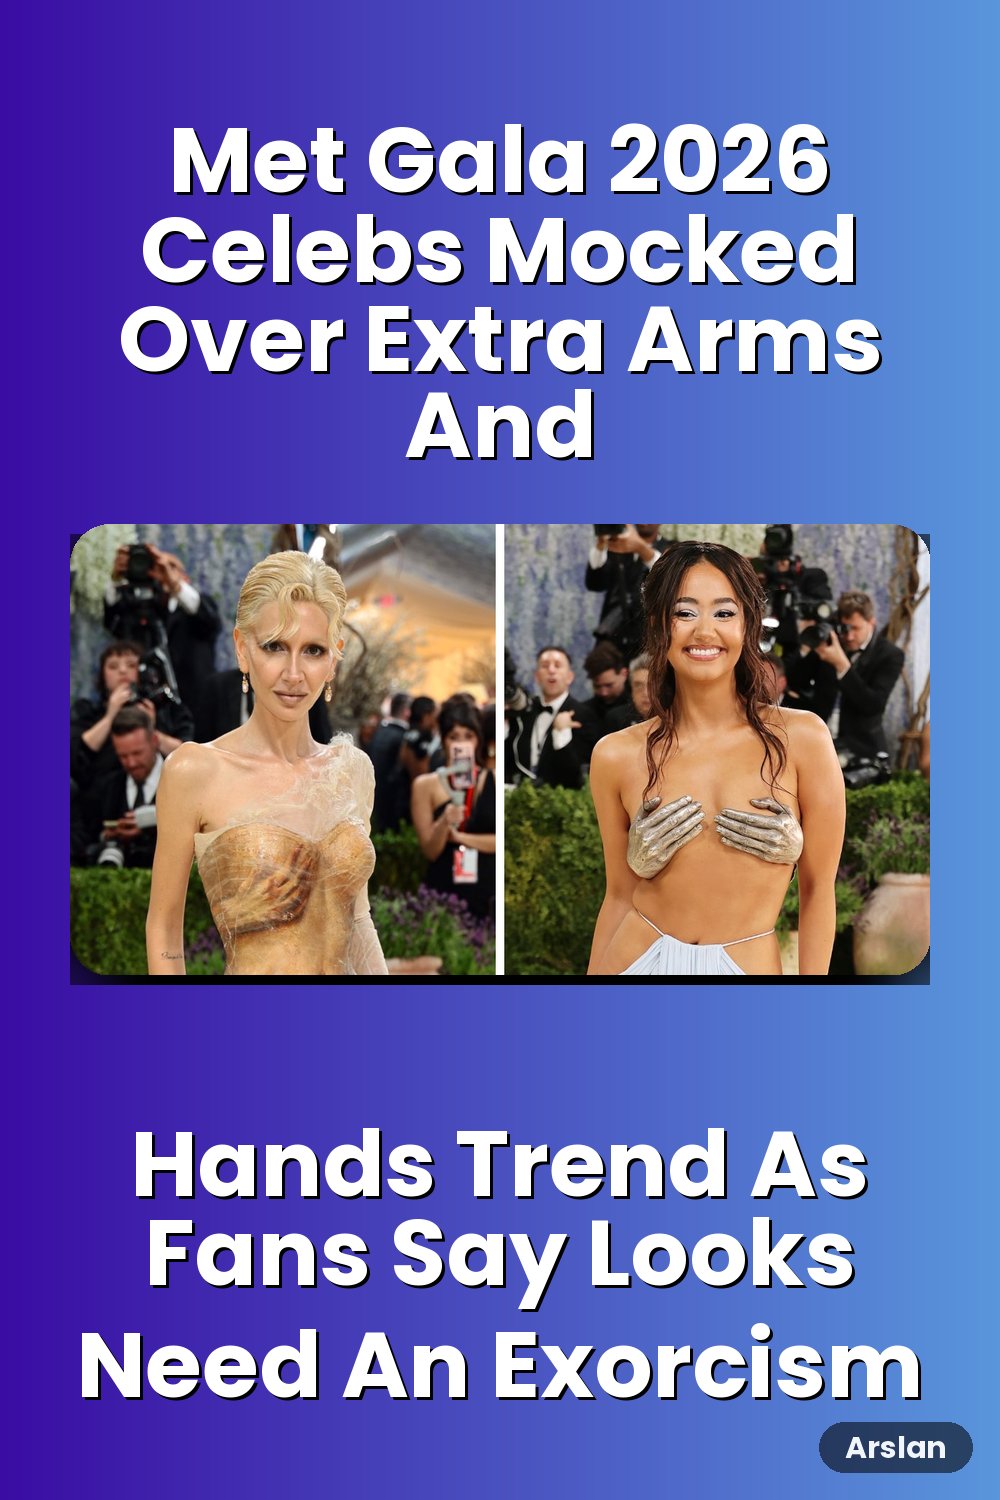 Met Gala 2026
Celebs Mocked
Over Extra Arms
And
Hands Trend As
Fans Say Looks
Need An Exorcism
Arslan